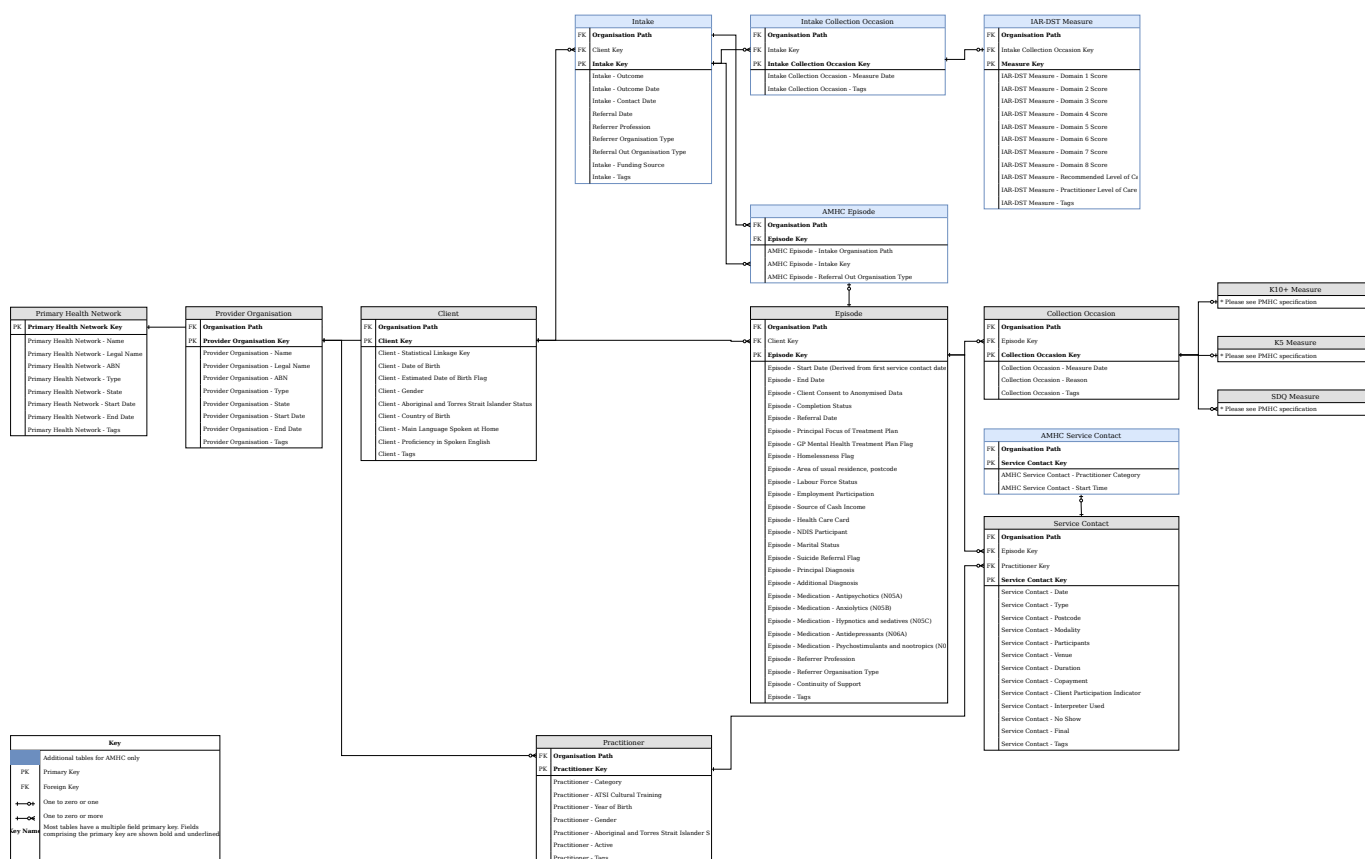 Intake
FK Organisation Path
FK Client Key
PK Intake Key
Intake - Outcome
Intake - Outcome Date
Intake - Contact Date
Referral Date
Referrer Profession
Referrer Organisation Type
Referral Out Organisation Type
Intake - Funding Source
Intake - Tags
Intake Collection Occasion
FK Organisation Path
FK Intake Key
PK Intake Collection Occasion Key
Intake Collection Occasion - Measure Date
Intake Collection Occasion - Tags
IAR-DST Measure
FK Organisation Path
FK Intake Collection Occasion Key
PK Measure Key
IAR-DST Measure - Domain 1 Score
IAR-DST Measure - Domain 2 Score
IAR-DST Measure - Domain 3 Score
IAR-DST Measure - Domain 4 Score
IAR-DST Measure - Domain 5 Score
IAR-DST Measure - Domain 6 Score
IAR-DST Measure - Domain 7 Score
IAR-DST Measure - Domain 8 Score
IAR-DST Measure - Recommended Level of Ca
IAR-DST Measure - Practitioner Level of Care
IAR-DST Measure - Tags
AMHC Episode
FK Organisation Path
FK Episode Key
AMHC Episode - Intake Organisation Path
AMHC Episode - Intake Key
AMHC Episode - Referral Out Organisation Type
Primary Health Network
PK Primary Health Network Key
Primary Health Network - Name
Primary Health Network - Legal Name
Primary Health Network - ABN
Primary Health Network - Type
Primary Health Network - State
Primary Heath Network - Start Date
Primary Health Network - End Date
Primary Health Network - Tags
Provider Organisation
FK Organisation Path
PK Provider Organisation Key
Provider Organisation - Name
Provider Organisation - Legal Name
Provider Organisation - ABN
Provider Organisation - Type
Provider Organisation - State
Provider Organisation - Start Date
Provider Organisation - End Date
Provider Organisation - Tags
Client
FK Organisation Path
PK Client Key
Client - Statistical Linkage Key
Client - Date of Birth
Client - Estimated Date of Birth Flag
Client - Gender
Client - Aboriginal and Torres Strait Islander Status
Client - Country of Birth
Client - Main Language Spoken at Home
Client - Proficiency in Spoken English
Client - Tags
Episode
FK Organisation Path
FK Client Key
PK Episode Key
Episode - Start Date (Derived from first service contact date
Episode - End Date
Episode - Client Consent to Anonymised Data
Episode - Completion Status
Episode - Referral Date
Episode - Principal Focus of Treatment Plan
Episode - GP Mental Health Treatment Plan Flag
Episode - Homelessness Flag
Episode - Area of usual residence, postcode
Episode - Labour Force Status
Episode - Employment Participation
Episode - Source of Cash Income
Episode - Health Care Card
Episode - NDIS Participant
Episode - Marital Status
Episode - Suicide Referral Flag
Episode - Principal Diagnosis
Episode - Additional Diagnosis
Episode - Medication - Antipsychotics (N05A)
Episode - Medication - Anxiolytics (N05B)
Episode - Medication - Hypnotics and sedatives (N05C)
Episode - Medication - Antidepressants (N06A)
Episode - Medication - Psychostimulants and nootropics (N0
Episode - Referrer Profession
Episode - Referrer Organisation Type
Episode - Continuity of Support
Episode - Tags
Collection Occasion
FK Organisation Path
FK Episode Key
PK Collection Occasion Key
Collection Occasion - Measure Date
Collection Occasion - Reason
Collection Occasion - Tags
K10+ Measure
* Please see PMHC specification
K5 Measure
* Please see PMHC specification
SDQ Measure
* Please see PMHC specification
AMHC Service Contact
FK Organisation Path
PK Service Contact Key
AMHC Service Contact - Practitioner Category
AMHC Service Contact - Start Time
Service Contact
FK Organisation Path
FK Episode Key
FK Practitioner Key
PK Service Contact Key
Service Contact - Date
Service Contact - Type
Service Contact - Postcode
Service Contact - Modality
Service Contact - Participants
Service Contact - Venue
Service Contact - Duration
Service Contact - Copayment
Service Contact - Client Participation Indicator
Service Contact - Interpreter Used
Service Contact - No Show
Service Contact - Final
Service Contact - Tags
Key
Additional tables for AMHC only
PK Primary Key
FK Foreign Key
One to zero or one
One to zero or more
Key Name Most tables have a multiple field primary key. Fields
comprising the primary key are shown bold and underlined
Practitioner
FK Organisation Path
PK Practitioner Key
Practitioner - Category
Practitioner - ATSI Cultural Training
Practitioner - Year of Birth
Practitioner - Gender
Practitioner - Aboriginal and Torres Strait Islander S
Practitioner - Active
Practitioner - Tags